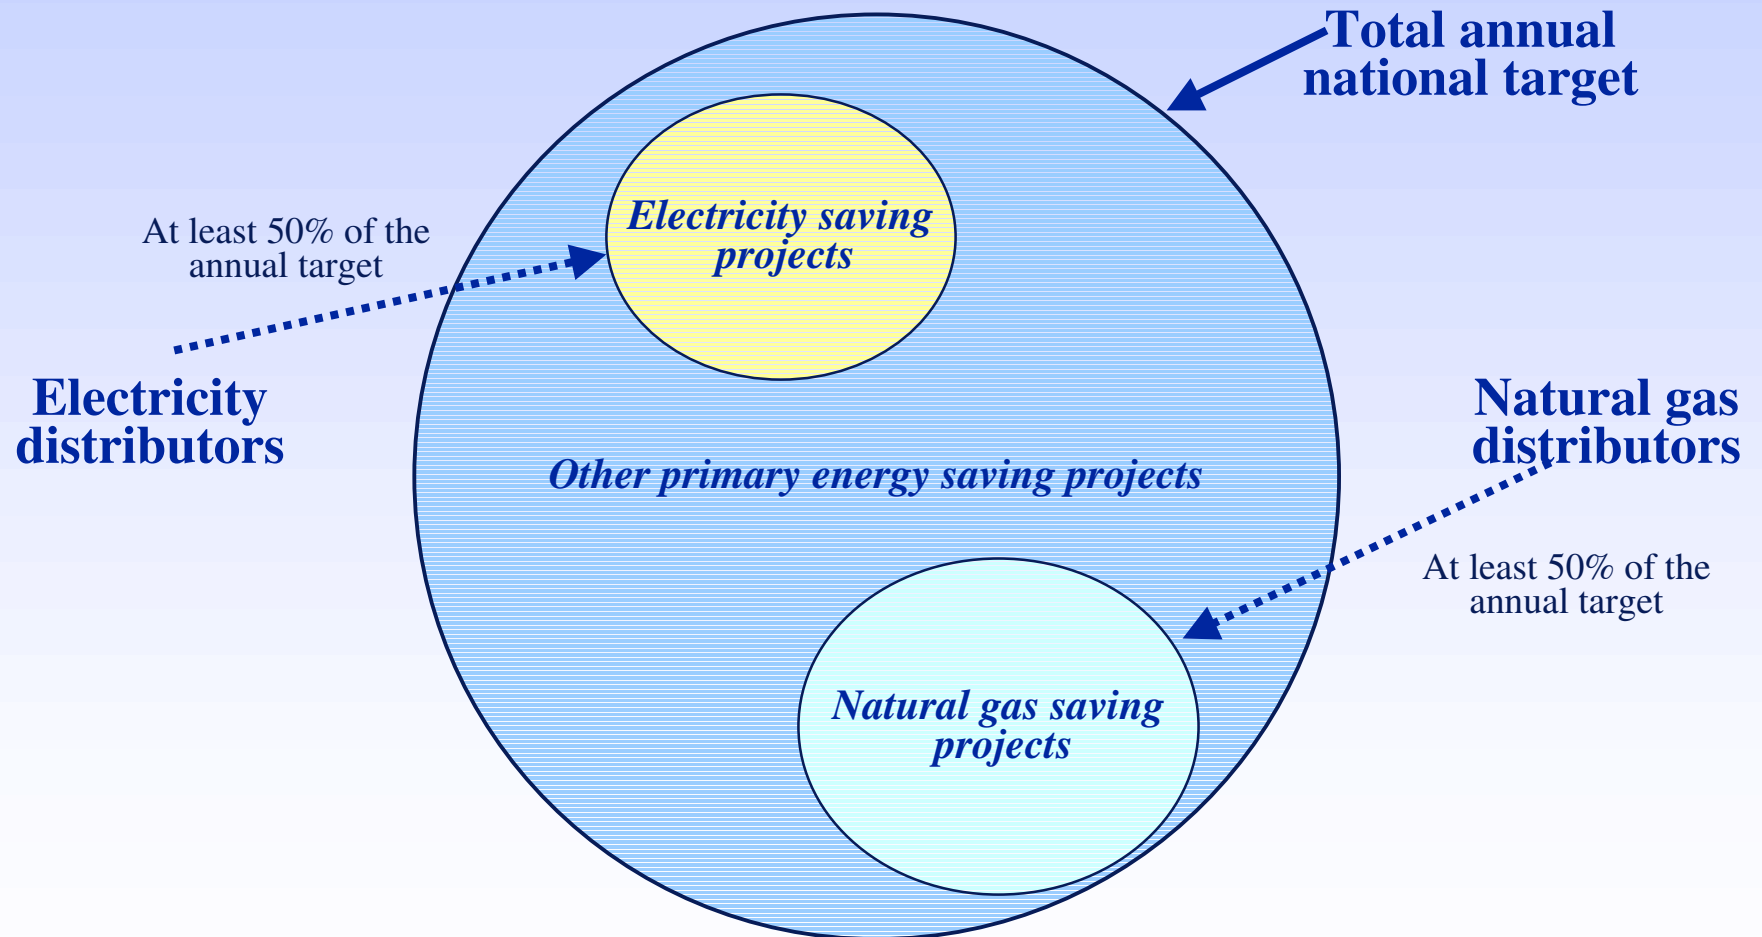 Total annual
national target
Electricity saving
projects
At least 50% of the
annual target
Electricity
distributors
Natural gas
distributors
Other primary energy saving projects
At least 50% of the
annual target
Natural gas saving
projects